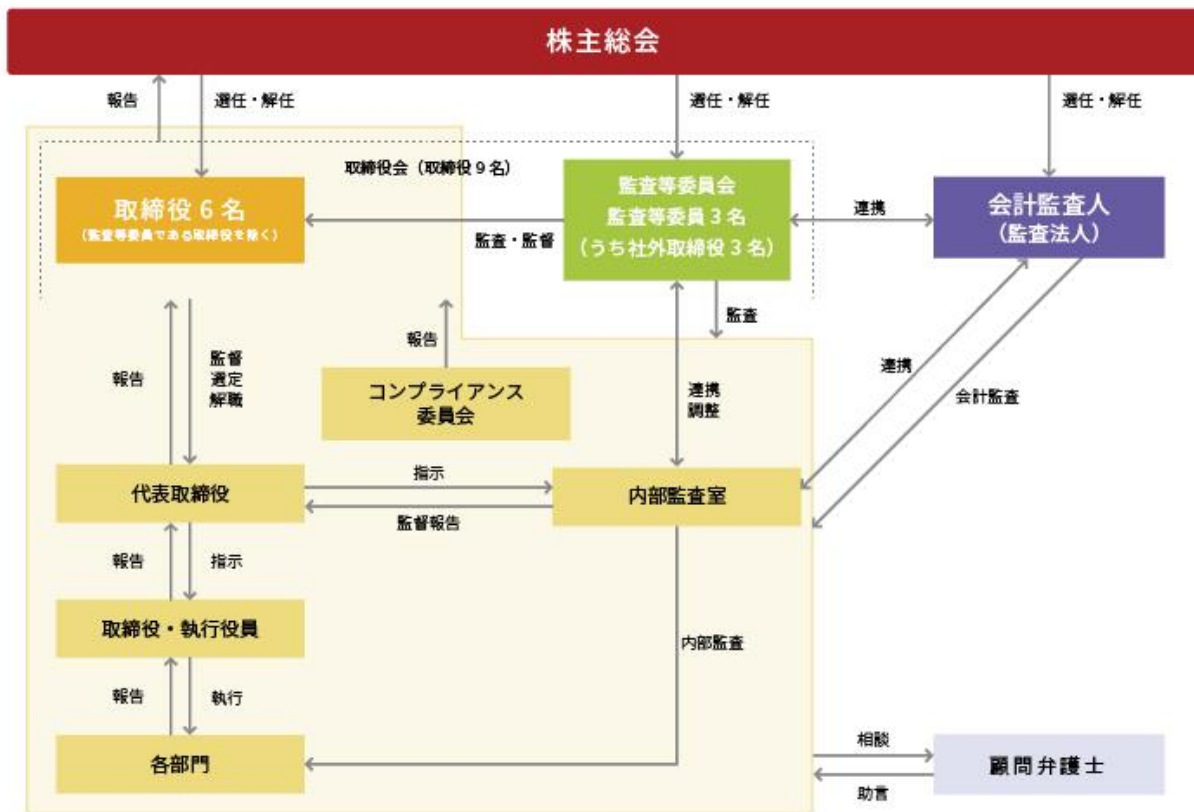 株主総会
報告
選任・解任
選任・解任
選任・解任
取締役会（取締役9名）
取締役6名
（監査等委員である取締役を除く）
監査・監督
監査等委員会
監査等委員3名
（うち社外取締役3名）
連携
会計監査人
（監査法人）
監査
報告
監督
選定
解職
報告
コンプライアンス
委員会
連携
調整
連携
会計監査
代表取締役
指示
監督報告
内部監査室
報告
指示
取締役・執行役員
内部監査
報告
執行
各部門
相談
助言
顧問弁護士